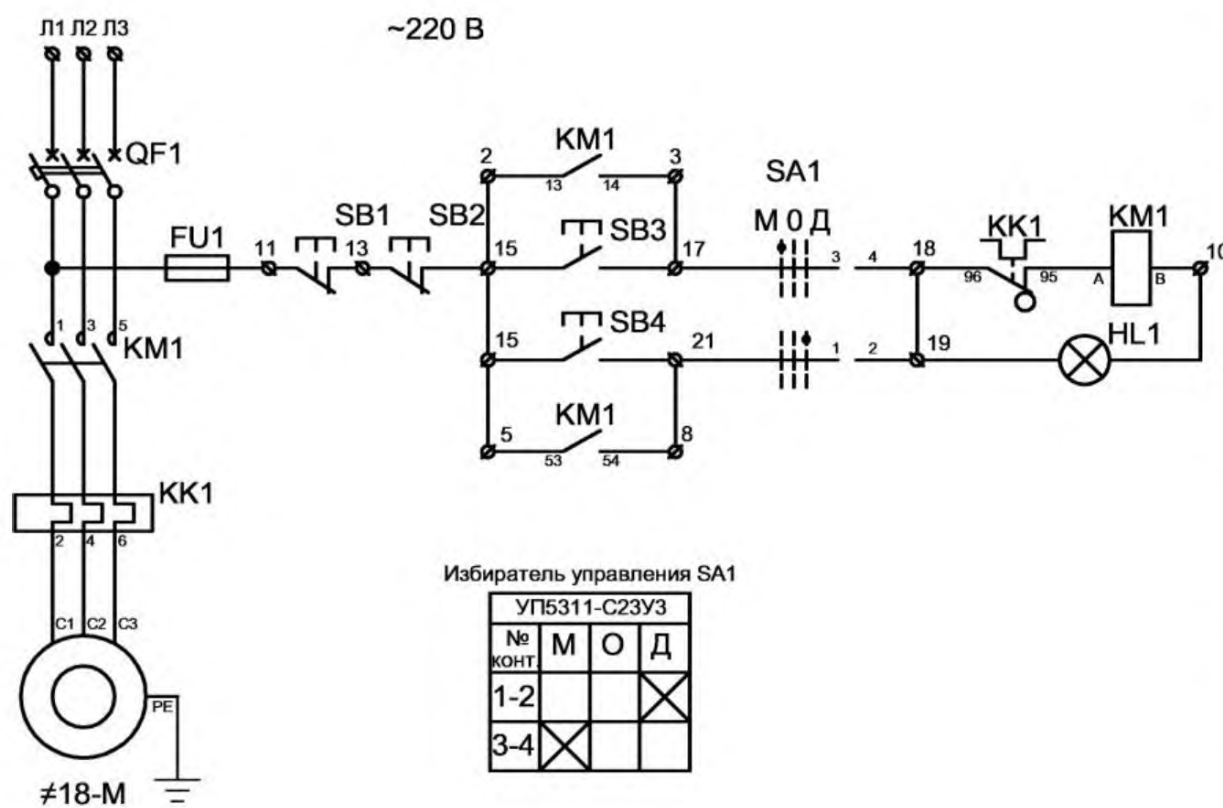 Л1 Л2 Л3
~220 В
QF1
KM1
2
3
13
14
SA1
SB1
SB2
SB3
М 0 Д
KK1
KM1
FU1
11
13
15
17
3
4
18
96
95
А
В
10
1
3
5
KM1
SB4
HL1
15
21
1
2
19
KM1
5
8
53
54
KK1
2
4
6
Избиратель управления SA1
УП5311-С23У3
№ М О Д
конт.
1-2
3-4
С1 С2 С3
PE
≠18-М